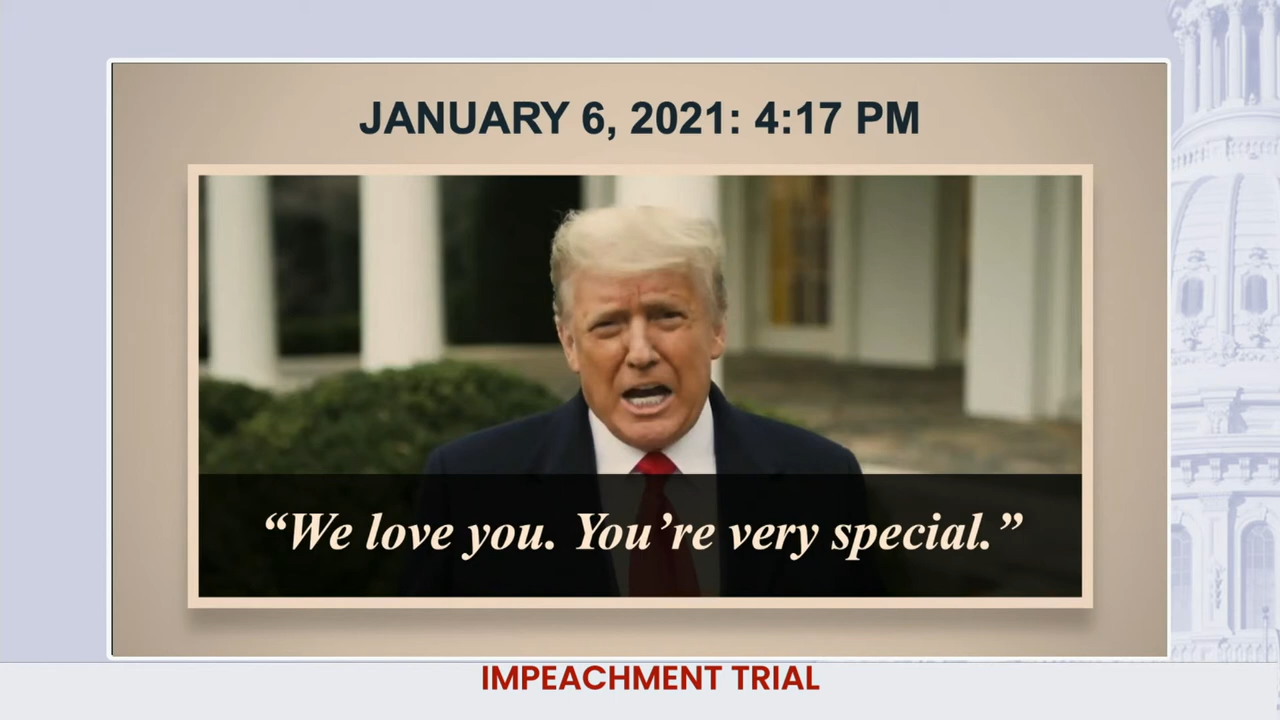 JANUARY 6, 2021: 4:17 PM
“We love you. You’re very special.”
IMPEACHMENT TRIAL